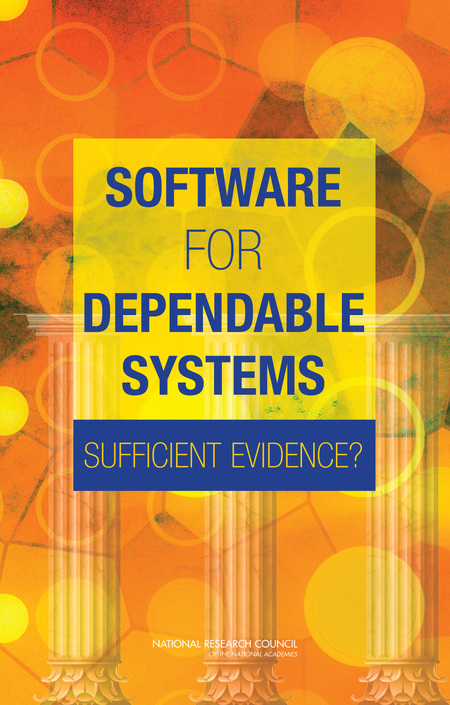 SOFTWARE
FOR
DEPENDABLE
SYSTEMS
SUFFICIENT EVIDENCE?
NATIONAL RESEARCH COUNCIL
OF THE NATIONAL ACADEMIES